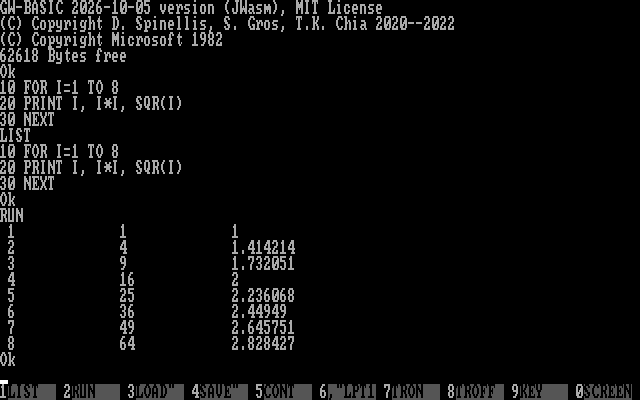 GW-BASIC 2026-10-05 version (JWasm), MIT License
(C) Copyright D. Spinellis, S. Gros, T.K. Chia 2020--2022
(C) Copyright Microsoft 1982
62618 Bytes free
Ok
10 FOR I=1 TO 8
20 PRINT I, I*I, SQR(I)
30 NEXT
LIST
10 FOR I=1 TO 8
20 PRINT I, I*I, SQR(I)
30 NEXT
Ok
RUN
 1             1             1
 2             4             1.414214
 3             9             1.732051
 4             16            2
 5             25            2.236068
 6             36            2.44949
 7             49            2.645751
 8             64            2.828427
Ok
1LIST   2RUN    3LOAD"  4SAVE"  5CONT   6,"LPT1 7TRON   8TROFF  9KEY    0SCREEN